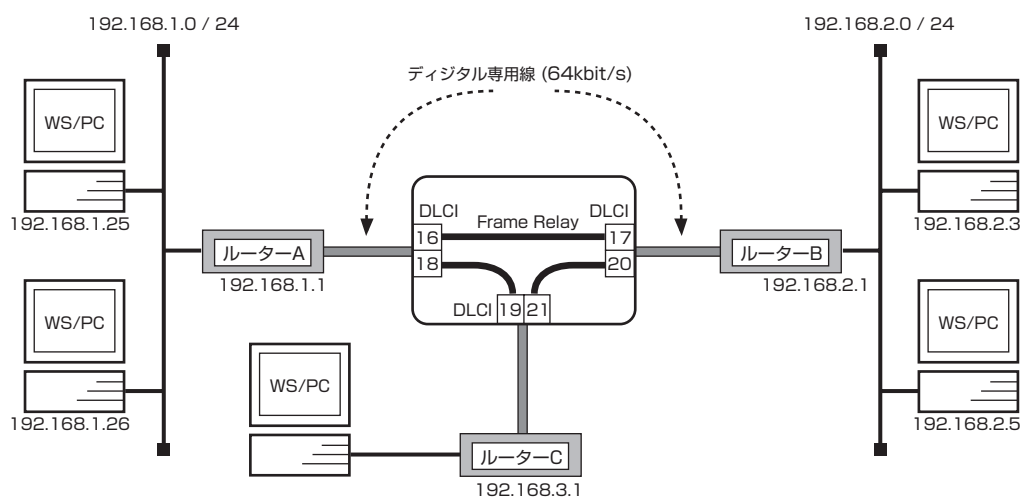 192.168.1.0 / 24
192.168.2.0 / 24
ディジタル専用線 (64kbit/s)
WS/PC
192.168.1.25
WS/PC
192.168.2.3
DLCI
Frame Relay
DLCI
16
17
18
20
DLCI
19
21
ルーターA
192.168.1.1
ルーターB
192.168.2.1
WS/PC
192.168.1.26
WS/PC
192.168.2.5
WS/PC
ルーターC
192.168.3.1